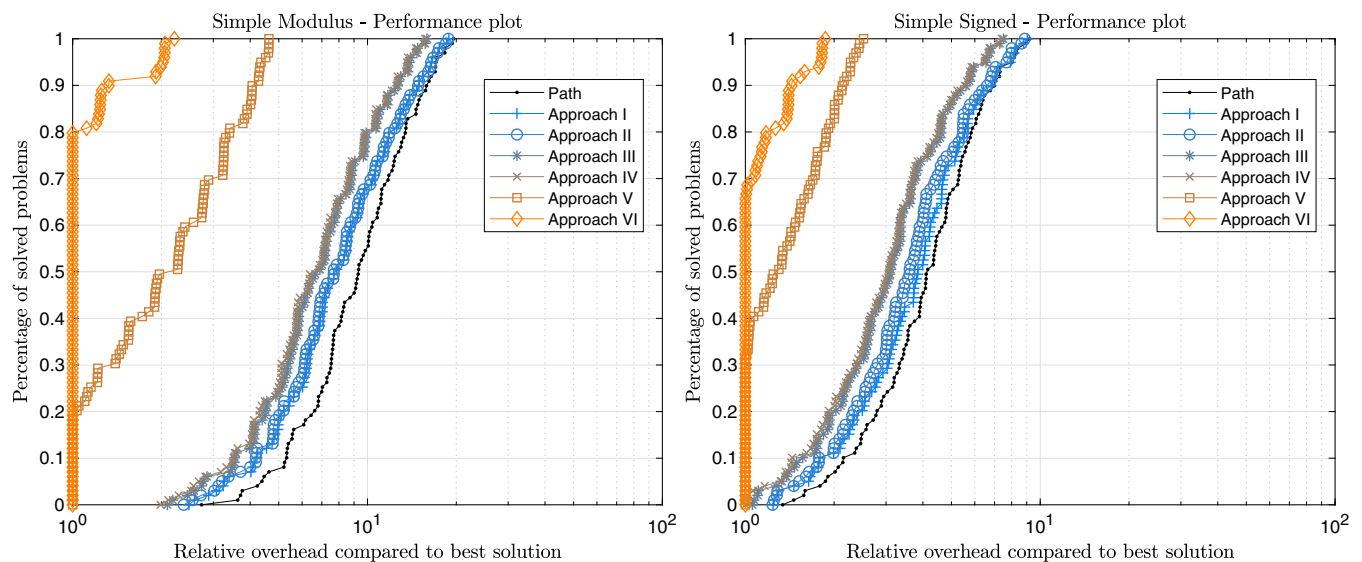 Simple Modulus - Performance plot
Percentage of solved problems
1
0.9
0.8
0.7
0.6
0.5
0.4
0.3
0.2
0.1
0
Path
Approach I
Approach II
Approach III
Approach IV
Approach V
Approach VI
10^0
10^1
10^2
Relative overhead compared to best solution
Simple Signed - Performance plot
Percentage of solved problems
1
0.9
0.8
0.7
0.6
0.5
0.4
0.3
0.2
0.1
0
Path
Approach I
Approach II
Approach III
Approach IV
Approach V
Approach VI
10^0
10^1
10^2
Relative overhead compared to best solution